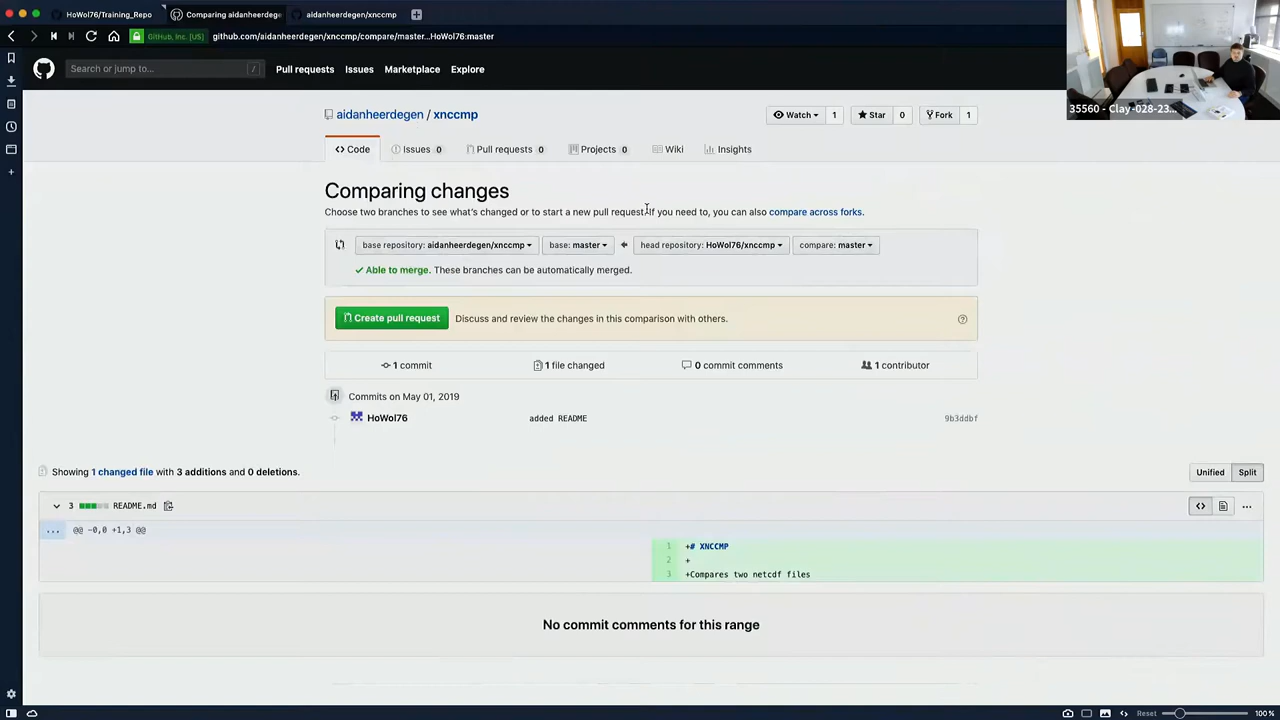 HoWol76/Training_Repo
Comparing aidanheerdege
aidanheerdegen/xnccmp
GitHub, Inc. [US]
github.com/aidanheerdegen/xnccmp/compare/master...HoWol76:master
Search or jump to...
/
Pull requests
Issues
Marketplace
Explore
35560 - Clay-028-23...
aidanheerdegen / xnccmp
Watch
1
Star
0
Fork
1
Code
Issues 0
Pull requests 0
Projects 0
Wiki
Insights
Comparing changes
Choose two branches to see what's changed or to start a new pull request. If you need to, you can also compare across forks.
base repository: aidanheerdegen/xnccmp
base: master
head repository: HoWol76/xnccmp
compare: master
Able to merge. These branches can be automatically merged.
Create pull request
Discuss and review the changes in this comparison with others.
1 commit
1 file changed
0 commit comments
1 contributor
Commits on May 01, 2019
HoWol76
added README
9b3ddbf
Showing 1 changed file with 3 additions and 0 deletions.
Unified
Split
3
README.md
...
@@ -0,0 +1,3 @@
1 +# XNCCMP
2 +
3 +Compares two netcdf files
No commit comments for this range
Reset
100 %